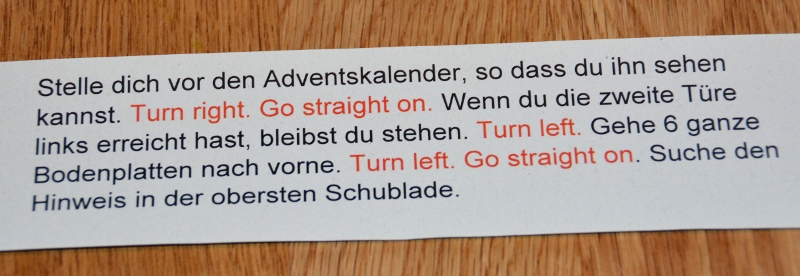 Stelle dich vor den Adventskalender, so dass du ihn sehen
kannst. Turn right. Go straight on. Wenn du die zweite Türe
links erreicht hast, bleibst du stehen. Turn left. Gehe 6 ganze
Bodenplatten nach vorne. Turn left. Go straight on. Suche den
Hinweis in der obersten Schublade.